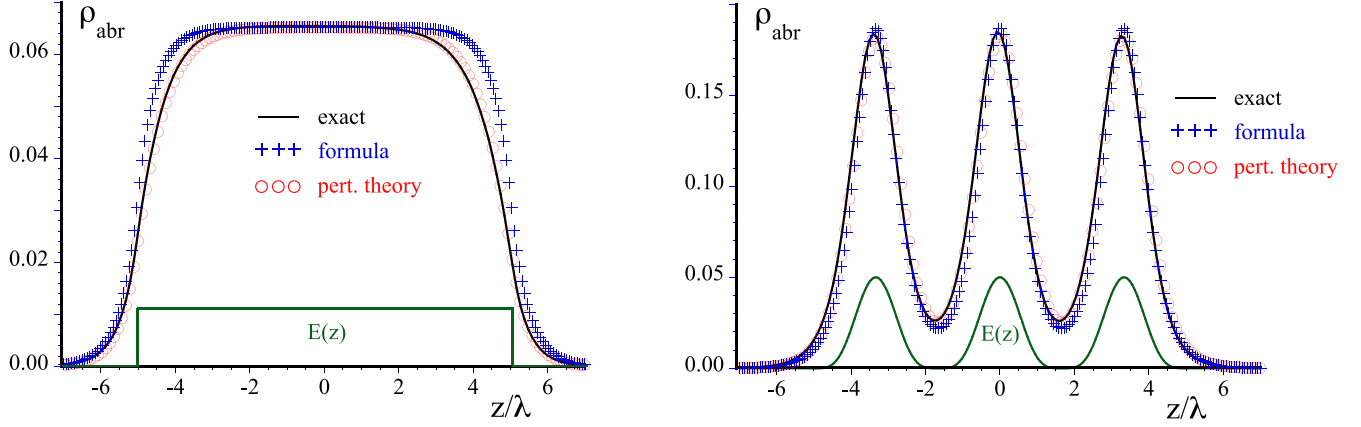 ρabr
0.06
0.04
0.02
0.00
exact
formula
pert. theory
E(z)
-6 -4 -2 0 2 4 6
z/λ
ρabr
0.15
0.10
0.05
0.00
exact
formula
pert. theory
E(z)
-6 -4 -2 0 2 4 6
z/λ